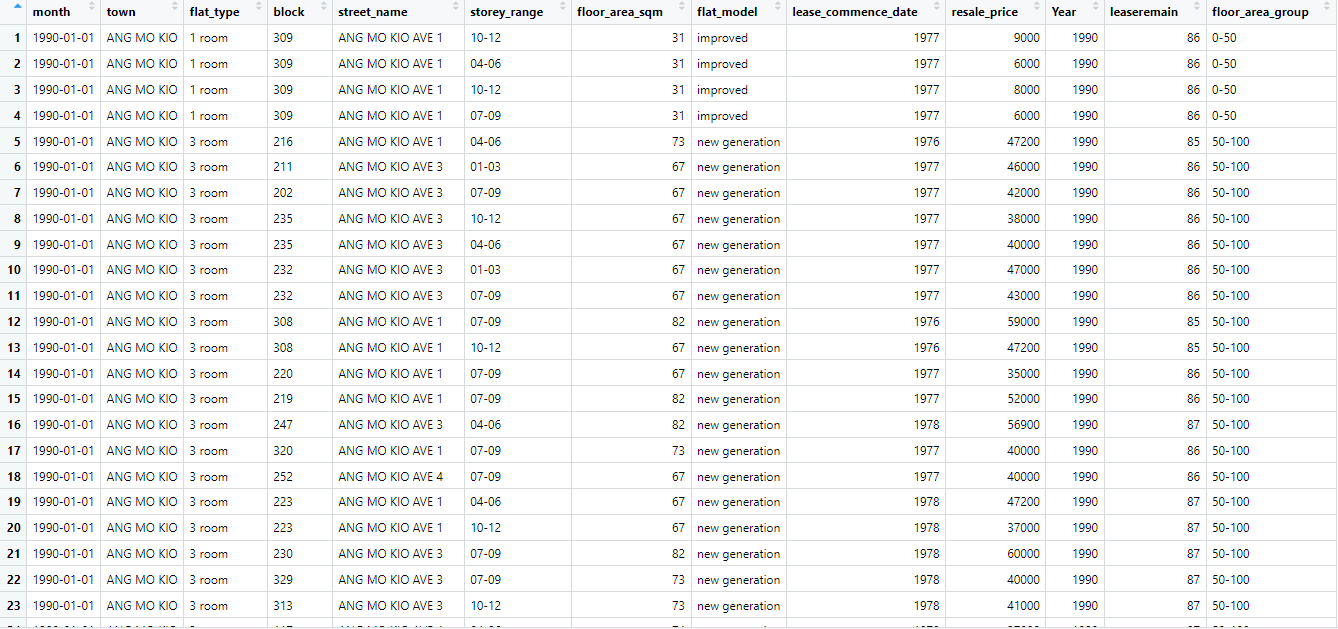 month town flat_type block street_name storey_range floor_area_sqm flat_model lease_commence_date resale_price Year leaseremain floor_area_group
1 1990-01-01 ANG MO KIO 1 room 309 ANG MO KIO AVE 1 10-12 31 improved 1977 9000 1990 86 0-50
2 1990-01-01 ANG MO KIO 1 room 309 ANG MO KIO AVE 1 04-06 31 improved 1977 6000 1990 86 0-50
3 1990-01-01 ANG MO KIO 1 room 309 ANG MO KIO AVE 1 10-12 31 improved 1977 8000 1990 86 0-50
4 1990-01-01 ANG MO KIO 1 room 309 ANG MO KIO AVE 1 07-09 31 improved 1977 6000 1990 86 0-50
5 1990-01-01 ANG MO KIO 3 room 216 ANG MO KIO AVE 1 04-06 73 new generation 1976 47200 1990 85 50-100
6 1990-01-01 ANG MO KIO 3 room 211 ANG MO KIO AVE 3 01-03 67 new generation 1977 46000 1990 86 50-100
7 1990-01-01 ANG MO KIO 3 room 202 ANG MO KIO AVE 3 07-09 67 new generation 1977 42000 1990 86 50-100
8 1990-01-01 ANG MO KIO 3 room 235 ANG MO KIO AVE 3 10-12 67 new generation 1977 38000 1990 86 50-100
9 1990-01-01 ANG MO KIO 3 room 235 ANG MO KIO AVE 3 04-06 67 new generation 1977 40000 1990 86 50-100
10 1990-01-01 ANG MO KIO 3 room 232 ANG MO KIO AVE 3 01-03 67 new generation 1977 47000 1990 86 50-100
11 1990-01-01 ANG MO KIO 3 room 232 ANG MO KIO AVE 3 07-09 67 new generation 1977 43000 1990 86 50-100
12 1990-01-01 ANG MO KIO 3 room 308 ANG MO KIO AVE 1 07-09 82 new generation 1976 59000 1990 85 50-100
13 1990-01-01 ANG MO KIO 3 room 308 ANG MO KIO AVE 1 10-12 67 new generation 1976 47200 1990 85 50-100
14 1990-01-01 ANG MO KIO 3 room 220 ANG MO KIO AVE 1 07-09 67 new generation 1977 35000 1990 86 50-100
15 1990-01-01 ANG MO KIO 3 room 219 ANG MO KIO AVE 1 07-09 82 new generation 1977 52000 1990 86 50-100
16 1990-01-01 ANG MO KIO 3 room 247 ANG MO KIO AVE 3 04-06 82 new generation 1978 56900 1990 87 50-100
17 1990-01-01 ANG MO KIO 3 room 320 ANG MO KIO AVE 1 07-09 73 new generation 1977 40000 1990 86 50-100
18 1990-01-01 ANG MO KIO 3 room 252 ANG MO KIO AVE 4 07-09 67 new generation 1977 40000 1990 86 50-100
19 1990-01-01 ANG MO KIO 3 room 223 ANG MO KIO AVE 1 04-06 67 new generation 1978 47200 1990 87 50-100
20 1990-01-01 ANG MO KIO 3 room 223 ANG MO KIO AVE 1 10-12 67 new generation 1978 37000 1990 87 50-100
21 1990-01-01 ANG MO KIO 3 room 230 ANG MO KIO AVE 3 07-09 82 new generation 1978 60000 1990 87 50-100
22 1990-01-01 ANG MO KIO 3 room 329 ANG MO KIO AVE 3 07-09 73 new generation 1978 40000 1990 87 50-100
23 1990-01-01 ANG MO KIO 3 room 313 ANG MO KIO AVE 3 10-12 73 new generation 1978 41000 1990 87 50-100